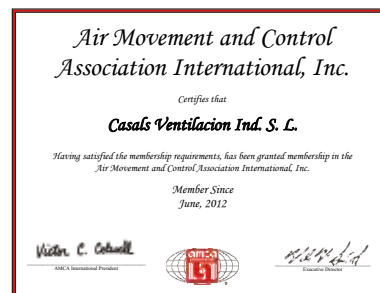 Air Movement and Control
Association International, Inc.
Certifies that
Casals Ventilacion Ind. S. L.
Having satisfied the membership requirements, has been granted membership in the
Air Movement and Control Association International, Inc.
Member Since
June, 2012
Victor C. Colwell
AMCA International President
amca
Executive Director